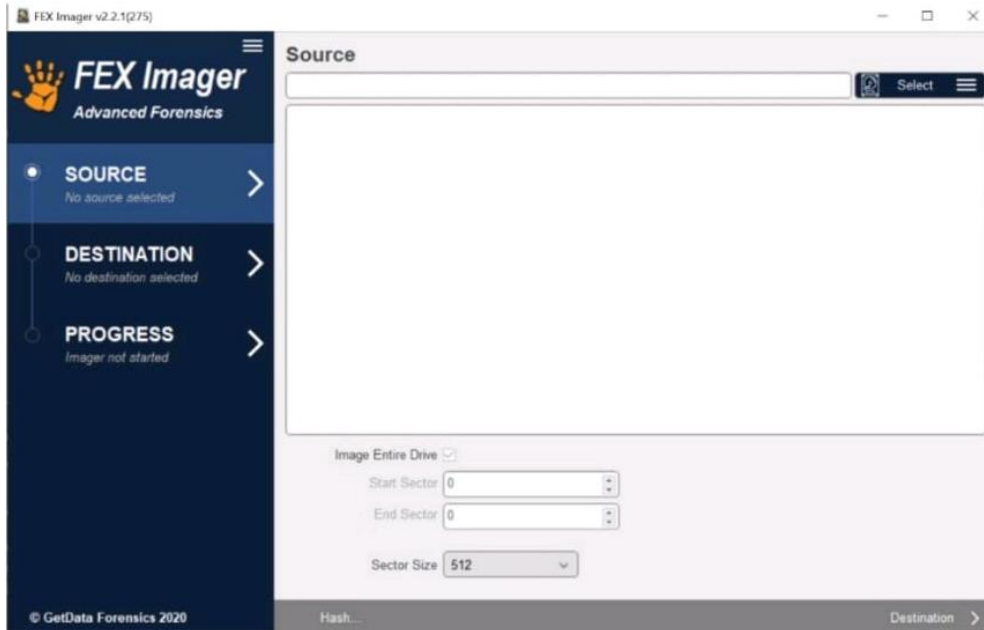 FEX Imager v2.2.1(275)
FEX Imager
Advanced Forensics
SOURCE
No source selected
DESTINATION
No destination selected
PROGRESS
Imager not started
© GetData Forensics 2020
Source
Select
Image Entire Drive
Start Sector 0
End Sector 0
Sector Size 512
Hash...
Destination